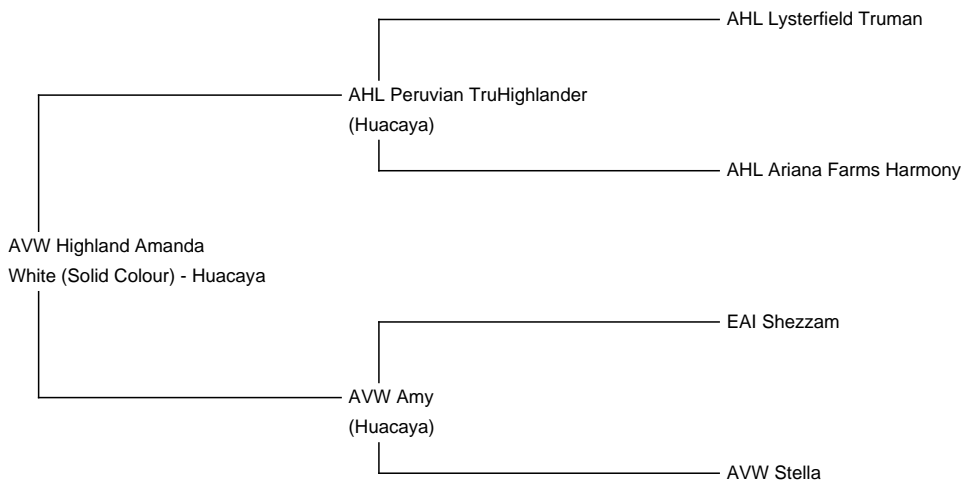 AHL Lysterfield Truman
AHL Peruvian TruHighlander
(Huacaya)
AHL Ariana Farms Harmony
AVW Highland Amanda
White (Solid Colour) - Huacaya
EAI Shezzam
AVW Amy
(Huacaya)
AVW Stella